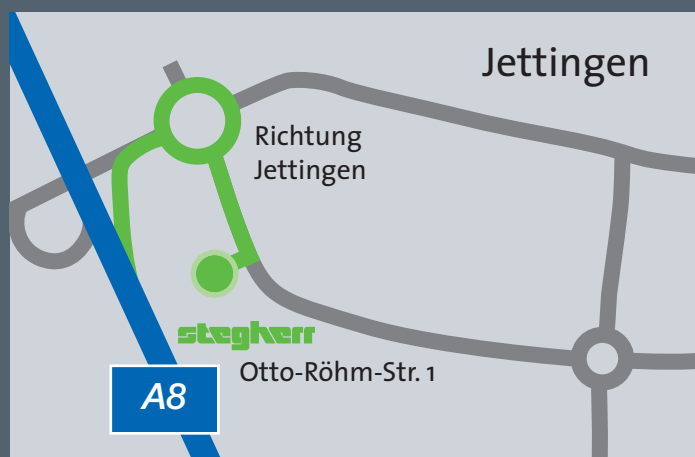 Jettingen
Richtung
Jettingen
stegherr
Otto-Röhm-Str. 1
A8